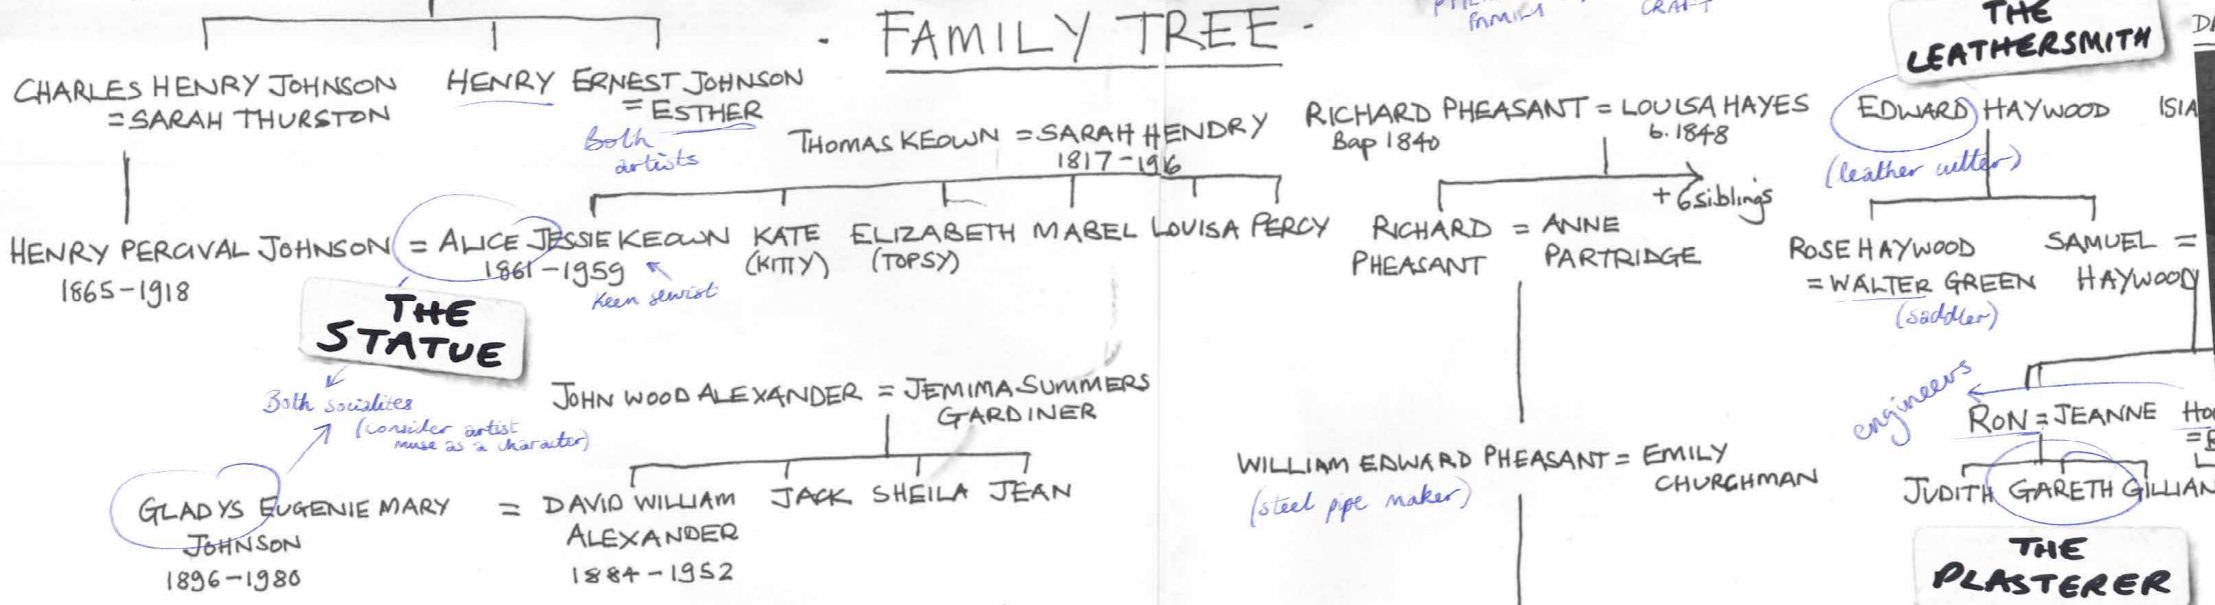 - FAMILY TREE -
FAMILY
CRAFT
THE
LEATHERSMITH
CHARLES HENRY JOHNSON
= SARAH THURSTON
HENRY ERNEST JOHNSON
= ESTHER
Both
artists
THOMAS KEOWN = SARAH HENDRY
1817-1916
RICHARD PHEASANT = LOUISA HAYES
Bap 1840
b. 1848
+ 6 siblings
EDWARD HAYWOOD
ISIA
(leather cutter)
HENRY PERCIVAL JOHNSON = ALICE JESSIE KEOWN
1865-1918
1861-1959
Keen sewist
KATE
(KITTY)
ELIZABETH
(TOPSY)
MABEL
LOUISA
PERCY
RICHARD
PHEASANT
= ANNE
PARTRIDGE
ROSE HAYWOOD
= WALTER GREEN
(saddler)
SAMUEL =
HAYWOOD
THE
STATUE
Both socialites
(consider artist
muse as a character)
JOHN WOOD ALEXANDER = JEMIMA SUMMERS
GARDINER
engineers
RON = JEANNE
GLADYS EUGENIE MARY
JOHNSON
1896-1980
= DAVID WILLIAM
ALEXANDER
1884-1952
JACK
SHEILA
JEAN
WILLIAM EDWARD PHEASANT = EMILY
CHURCHMAN
(steel pipe maker)
JUDITH
GARETH
GILLIAN
THE
PLASTERER